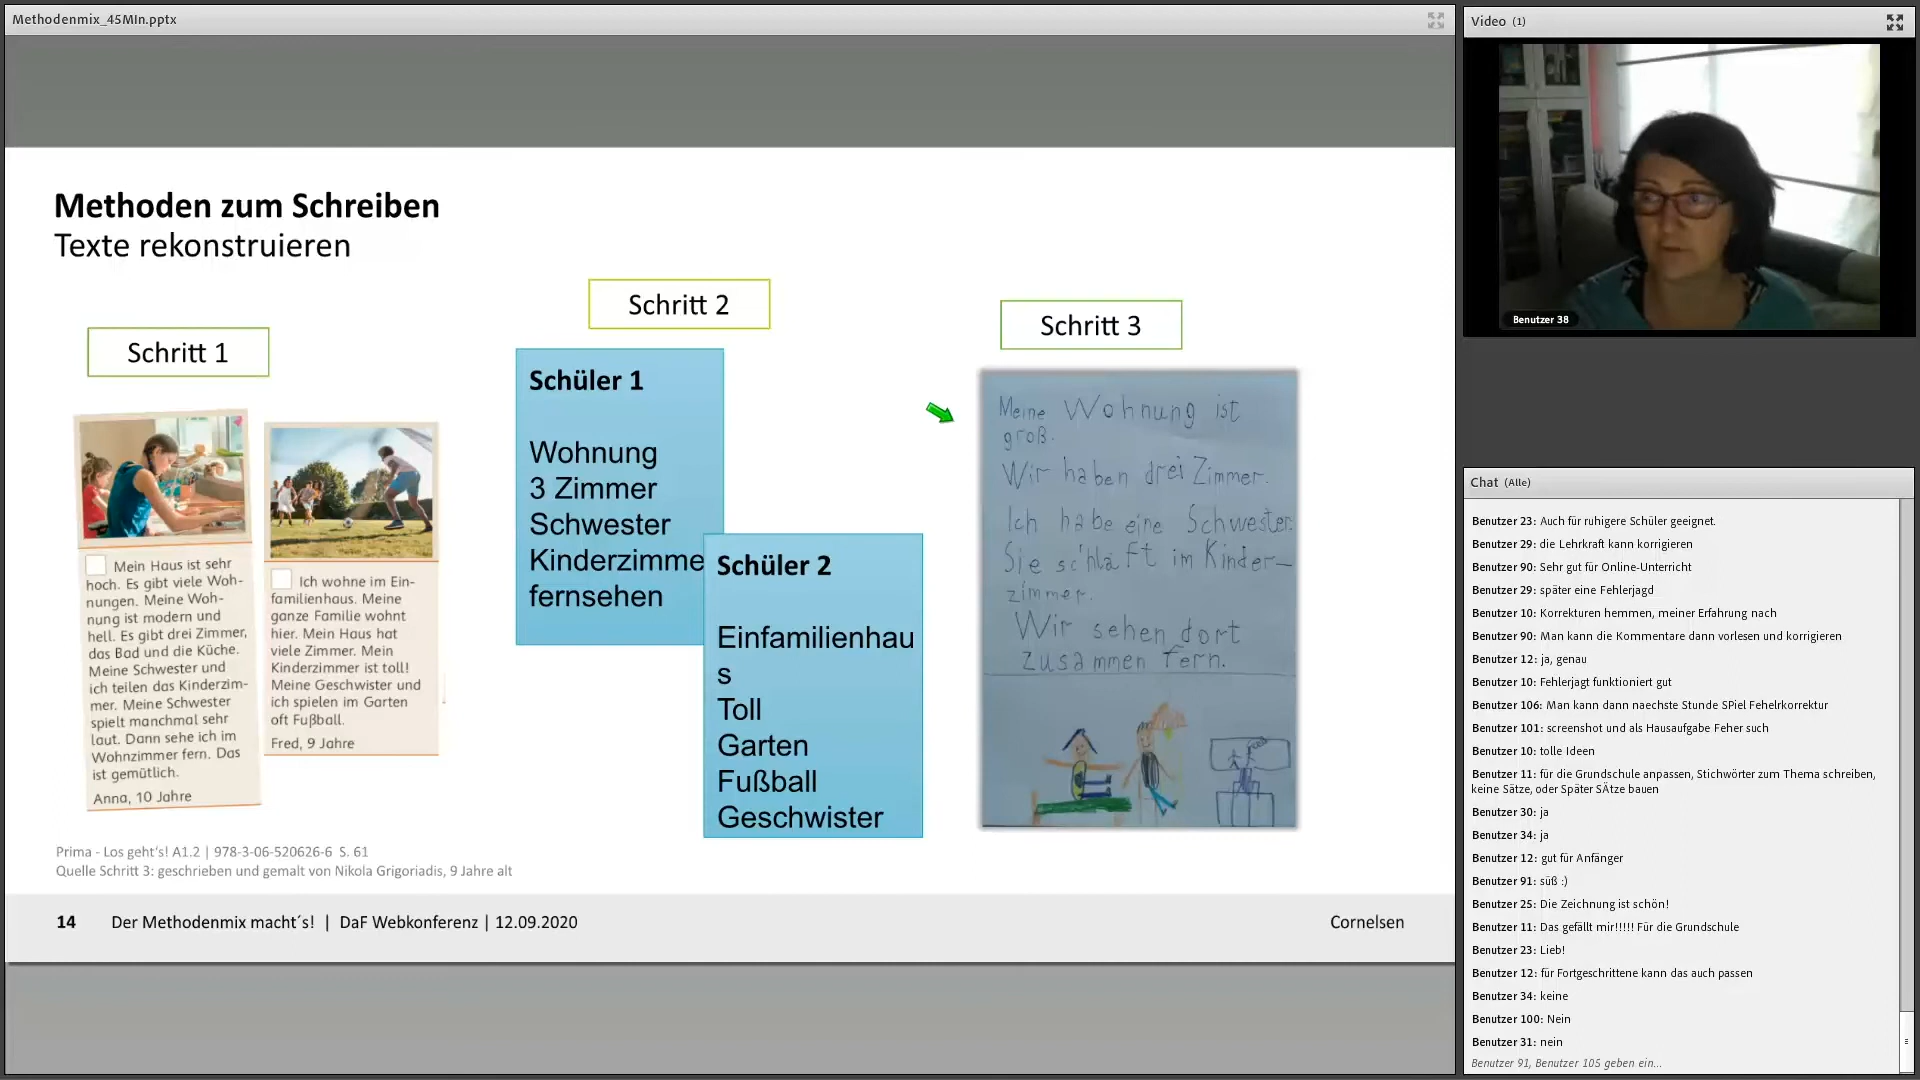 Methodenmix_45MIn.pptx
Methoden zum Schreiben
Texte rekonstruieren
Schritt 1
Mein Haus ist sehr
hoch. Es gibt viele Woh-
nungen. Meine Woh-
nung ist modern und
hell. Es gibt drei Zimmer,
das Bad und die Küche.
Meine Schwester und
ich teilen das Kinderzim-
mer. Meine Schwester
spielt manchmal sehr
laut. Dann sehe ich im
Wohnzimmer fern. Das
ist gemütlich.
Anna, 10 Jahre
Ich wohne im Ein-
familienhaus. Meine
ganze Familie wohnt
hier. Mein Haus hat
viele Zimmer. Mein
Kinderzimmer ist toll!
Meine Geschwister und
ich spielen im Garten
oft Fußball.
Fred, 9 Jahre
Schritt 2
Schüler 1
Wohnung
3 Zimmer
Schwester
Kinderzimme
fernsehen
Schüler 2
Einfamilienhau
s
Toll
Garten
Fußball
Geschwister
Schritt 3
Meine Wohnung ist
groß.
Wir haben drei Zimmer.
Ich habe eine Schwester.
Sie schläft im Kinder-
zimmer.
Wir sehen dort
zusammen fern.
Prima - Los geht's! A1.2 | 978-3-06-520626-6 S. 61
Quelle Schritt 3: geschrieben und gemalt von Nikola Grigoriadis, 9 Jahre alt
14 Der Methodenmix macht´s! | DaF Webkonferenz | 12.09.2020
Cornelsen
Video (1)
Benutzer 38
Chat (Alle)
Benutzer 23: Auch für ruhigere Schüler geeignet.
Benutzer 29: die Lehrkraft kann korrigieren
Benutzer 90: Sehr gut für Online-Unterricht
Benutzer 29: später eine Fehlerjagd
Benutzer 10: Korrekturen hemmen, meiner Erfahrung nach
Benutzer 90: Man kann die Kommentare dann vorlesen und korrigieren
Benutzer 12: ja, genau
Benutzer 10: Fehlerjagt funktioniert gut
Benutzer 106: Man kann dann naechste Stunde SPiel Fehelrkorrektur
Benutzer 101: screenshot und als Hausaufgabe Feher such
Benutzer 10: tolle Ideen
Benutzer 11: für die Grundschule anpassen, Stichwörter zum Thema schreiben,
keine Sätze, oder Später SÄtze bauen
Benutzer 30: ja
Benutzer 34: ja
Benutzer 12: gut für Anfänger
Benutzer 91: süß :)
Benutzer 25: Die Zeichnung ist schön!
Benutzer 11: Das gefällt mir!!!!! Für die Grundschule
Benutzer 23: Lieb!
Benutzer 12: für Fortgeschrittene kann das auch passen
Benutzer 34: keine
Benutzer 100: Nein
Benutzer 31: nein
Benutzer 91, Benutzer 105 geben ein...